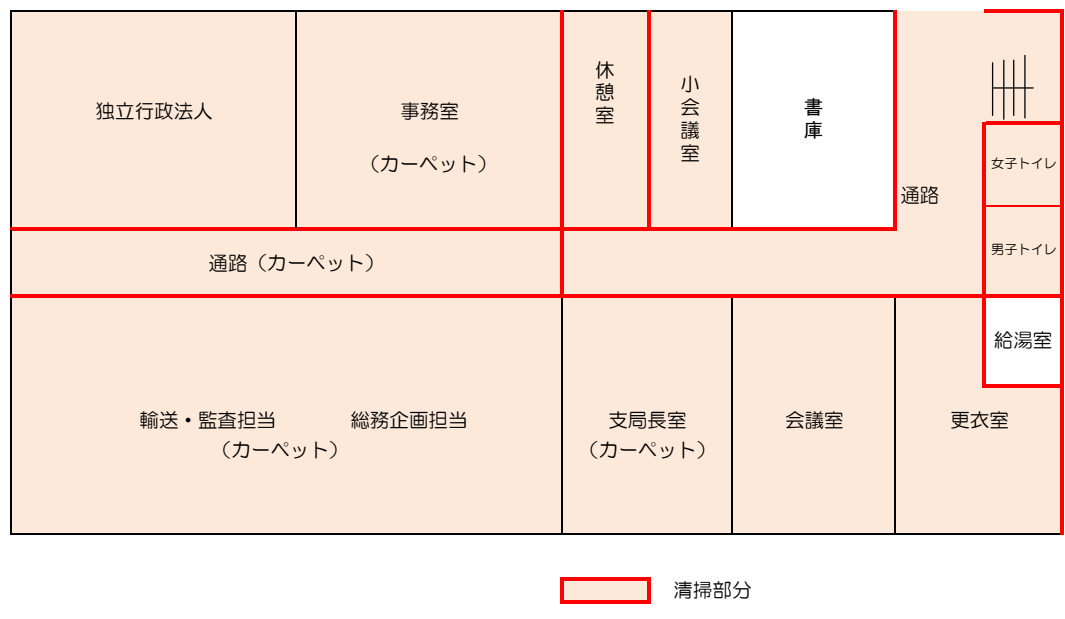 独立行政法人
事務室
（カーペット）
休憩室
小会議室
書庫
通路
女子トイレ
男子トイレ
通路（カーペット）
給湯室
輸送・監査担当 総務企画担当
（カーペット）
支局長室
（カーペット）
会議室
更衣室
清掃部分